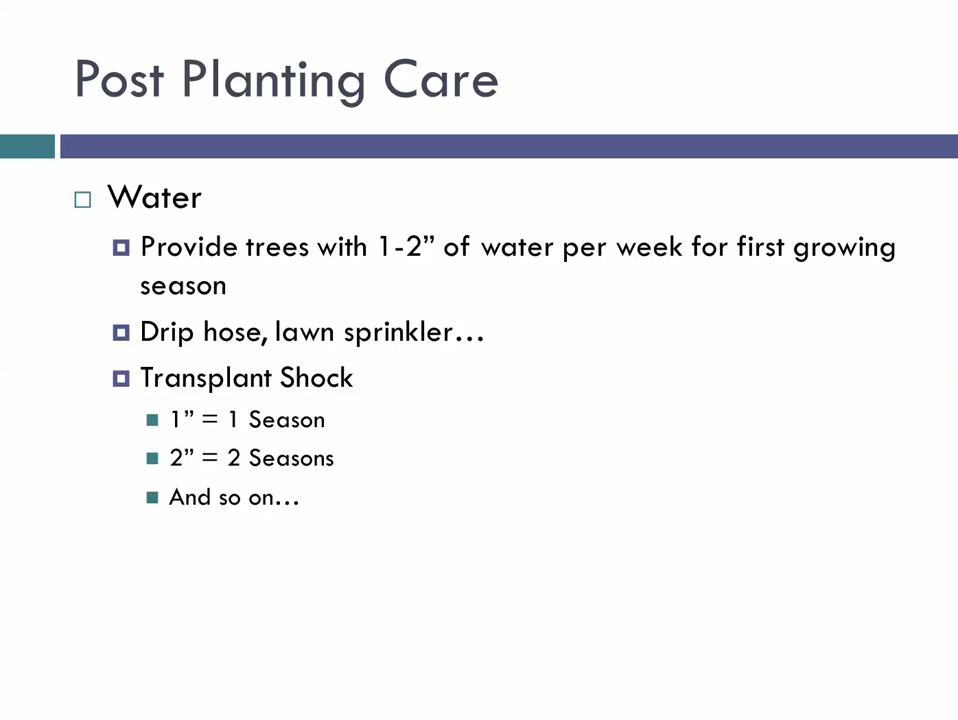 Post Planting Care
Water
Provide trees with 1-2” of water per week for first growing
season
Drip hose, lawn sprinkler…
Transplant Shock
1” = 1 Season
2” = 2 Seasons
And so on…